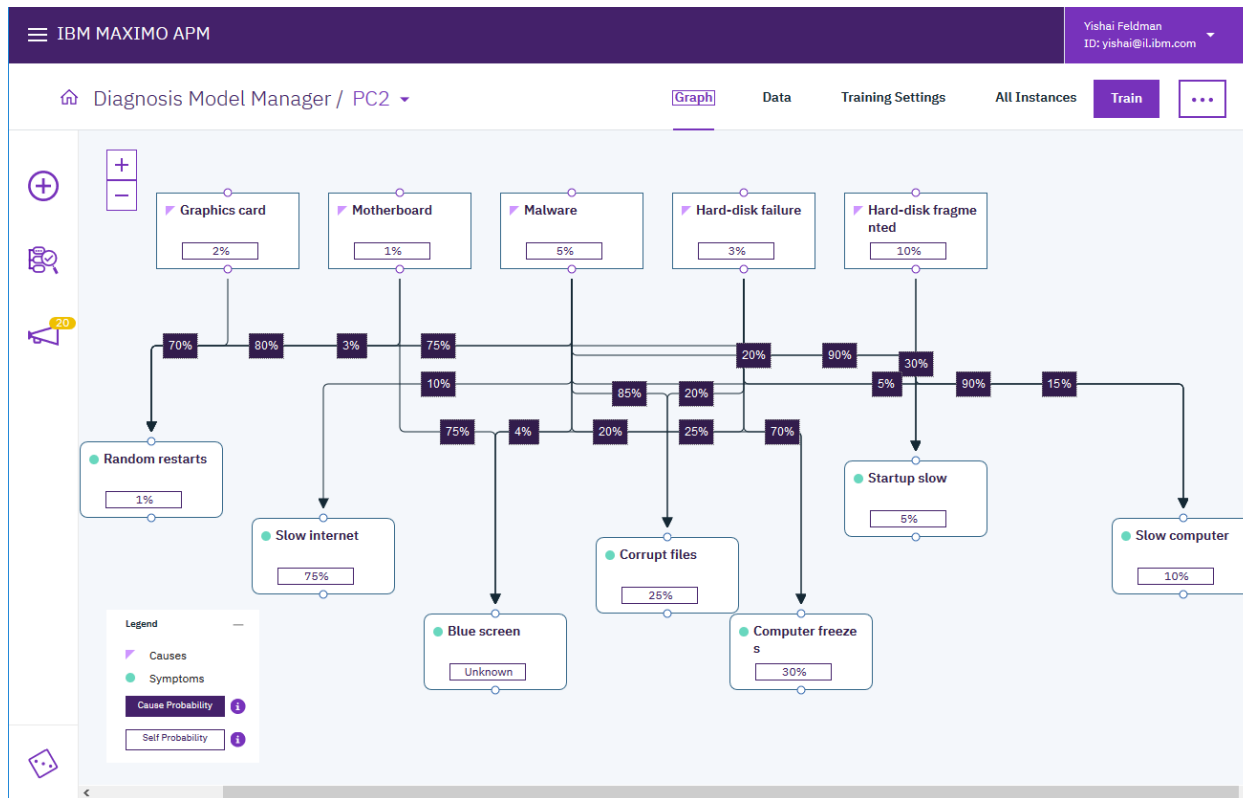 IBM MAXIMO APM
Yishai Feldman
ID: yishai@il.ibm.com
Diagnosis Model Manager / PC2
Graph
Data
Training Settings
All Instances
Train
...
+
−
20
Graphics card
2%
Motherboard
1%
Malware
5%
Hard-disk failure
3%
Hard-disk fragme
nted
10%
70%
80%
3%
75%
20%
90%
30%
10%
85%
20%
5%
90%
15%
75%
4%
20%
25%
70%
Random restarts
1%
Slow internet
75%
Blue screen
Unknown
Corrupt files
25%
Computer freeze
s
30%
Startup slow
5%
Slow computer
10%
Legend
Causes
Symptoms
Cause Probability
i
Self Probability
i